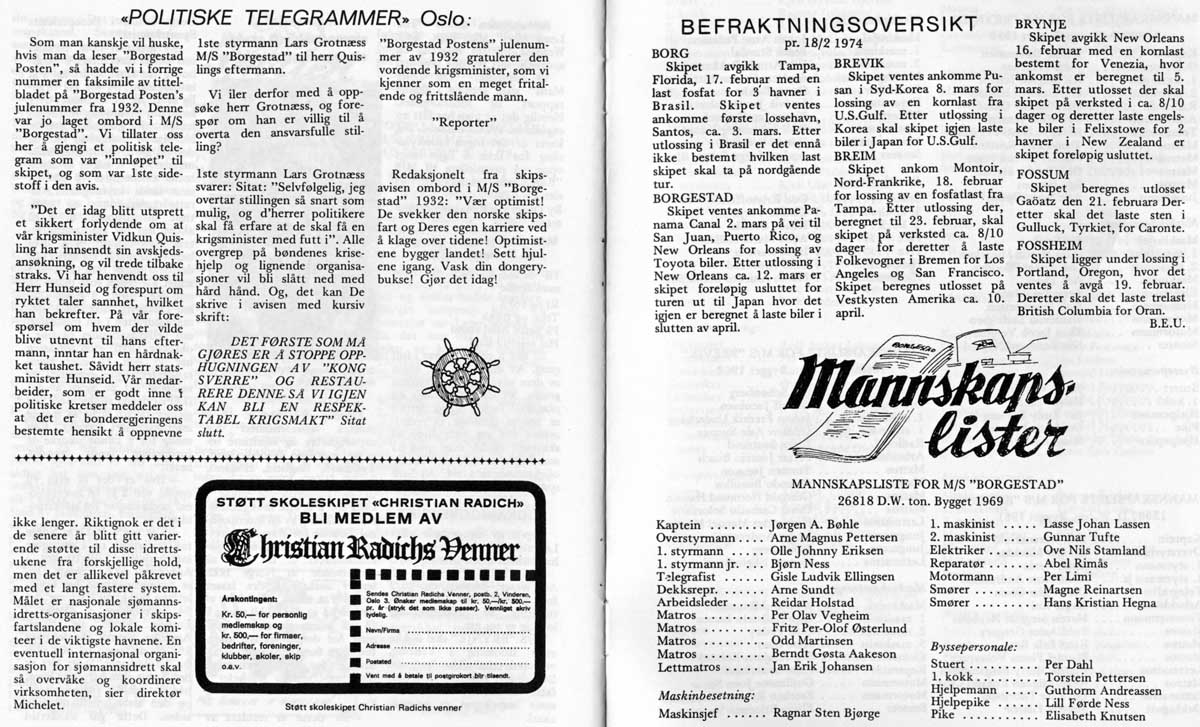 «POLITISKE TELEGRAMMER» Oslo:
Som man kanskje vil huske,
hvis man da leser "Borgestad
Posten", så hadde vi i forrige
nummer en faksimile av tittel-
bladet på "Borgestad Posten's
julenummer fra 1932. Denne
var jo laget ombord i M/S
"Borgestad". Vi tillater oss
her å gjengi et politisk tele-
gram som var "innløpet" til
skipet, og som var 1ste side-
stoff i den avis.
"Det er idag blitt utsprett
et sikkert forlydende om at
vår krigsminister Vidkun Quis-
ling har innsendt sin avskjeds-
ansøkning, og vil trede tilbake
straks. Vi har henvendt oss til
Herr Hunseid og forespurt om
ryktet taler sannhet, hvilket
han bekrefter. På vår fore-
spørsel om hvem der vilde
blive utnevnt til hans efter-
mann, inntar han en hårdnak-
ket taushet. Såvidt herr stats-
minister Hunseid. Vår medar-
beider, som er godt inne i
politiske kretser meddeler oss
at det er bonderegjeringens
bestemte hensikt å oppnevne
1ste styrmann Lars Grotnæss
M/S "Borgestad" til herr Quis-
lings eftermann.
Vi iler derfor med å opp-
søke herr Grotnæss, og fore-
spør om han er villig til å
overta den ansvarsfulle stil-
ling?
1ste styrmann Lars Grotnæss
svarer: Sitat: "Selvfølgelig, jeg
overtar stillingen så snart som
mulig, og d'herrer politikere
skal få erfare at de skal få en
krigsminister med futt i". Alle
overgrep på bøndenes krise-
hjelp og lignende organisa-
sjoner vil bli slått ned med
hård hånd. Og, det kan De
skrive i avisen med kursiv
skrift:
DET FØRSTE SOM MÅ
GJØRES ER Å STOPPE OPP-
HUGNINGEN AV "KONG
SVERRE" OG RESTAU-
RERE DENNE SÅ VI IGJEN
KAN BLI EN RESPEK-
TABEL KRIGSMAKT" Sitat
slutt.
"Borgestad Postens" julenum-
mer av 1932 gratulerer den
vordende krigsminister, som vi
kjenner som en meget frital-
ende og frittslående mann.
"Reporter"
Redaksjonelt fra skips-
avisen ombord i M/S "Borge-
stad" 1932: "Vær optimist!
De svekker den norske skips-
fart og Deres egen karriere ved
å klage over tidene! Optimist-
ene bygger landet! Sett hjul-
ene igang. Vask din dongery-
bukse! Gjør det idag!
ikke lenger. Riktignok er det i
de senere år blitt gitt varier-
ende støtte til disse idretts-
ukene fra forskjellige hold,
men det er allikevel påkrevet
med et langt fastere system.
Målet er nasjonale sjømanns-
idretts-organisasjoner i skips-
fartslandene og lokale komi-
teer i de viktigste havnene. En
eventuell internasjonal organi-
sasjon for sjømannsidrett skal
så overvåke og koordinere
virksomheten, sier direktør
Michelet.
STØTT SKOLESKIPET «CHRISTIAN RADICH»
BLI MEDLEM AV
Christian Radichs Venner
Årskontingent:
Kr. 50,— for personlig
medlemskap og
kr. 500,— for firmaer,
bedrifter, foreninger,
klubber, skoler, skip
o.s.v.
Sendes Christian Radichs Venner, postb. 2, Vinderen,
Oslo 3. Ønsker medlemskap til kr. 50,—/kr. 500,—
pr. år (stryk det som ikke passer). Vennligst skriv
tydelig.
Navn/Firma
Adresse
Poststed
Vent med å betale til postgirokort blir tilsendt.
Støtt skoleskipet Christian Radichs venner
BEFRAKTNINGSOVERSIKT
pr. 18/2 1974
BORG
Skipet avgikk Tampa,
Florida, 17. februar med en
last fosfat for 3 havner i
Brasil. Skipet ventes
ankomme første lossehavn,
Santos, ca. 3. mars. Etter
utlossing i Brasil er det ennå
ikke bestemt hvilken last
skipet skal ta på nordgående
tur.
BORGESTAD
Skipet ventes ankomme Pa-
nama Canal 2. mars på vei til
San Juan, Puerto Rico, og
New Orleans for lossing av
Toyota biler. Etter utlossing i
New Orleans ca. 12. mars er
skipet foreløpig usluttet for
turen ut til Japan hvor det
igjen er beregnet å laste biler i
slutten av april.
BREVIK
Skipet ventes ankomme Pu-
san i Syd-Korea 8. mars for
lossing av en kornlast fra
U.S.Gulf. Etter utlossing i
Korea skal skipet igjen laste
biler i Japan for U.S.Gulf.
BREIM
Skipet ankom Montoir,
Nord-Frankrike, 18. februar
for lossing av en fosfatlast fra
Tampa. Etter utlossing der,
beregnet til 23. februar, skal
skipet på verksted ca. 8/10
dager for deretter å laste
Folkevogner i Bremen for Los
Angeles og San Francisco.
Skipet beregnes utlosset på
Vestkysten Amerika ca. 10.
april.
BRYNJE
Skipet avgikk New Orleans
16. februar med en kornlast
bestemt for Venezia, hvor
ankomst er beregnet til 5.
mars. Etter utlosset der skal
skipet på verksted i ca. 8/10
dager og deretter laste engels-
ke biler i Felixstowe for 2
havner i New Zealand er
skipet foreløpig usluttet.
FOSSUM
Skipet beregnes utlosset
Gaöatz den 21. februara Der-
etter skal det laste sten i
Gulluck, Tyrkiet, for Caronte.
FOSSHEIM
Skipet ligger under lossing i
Portland, Oregon, hvor det
ventes å avgå 19. februar.
Deretter skal det laste trelast
British Columbia for Oran.
B.E.U.
BORGESTAD
Mannskaps-
lister
MANNSKAPSLISTE FOR M/S "BORGESTAD"
26818 D.W. ton. Bygget 1969
Kaptein ...... Jørgen A. Bøhle
Overstyrmann .... Arne Magnus Pettersen
1. styrmann .... Olle Johnny Eriksen
1. styrmann jr. .. Bjørn Ness
Telegrafist ..... Gisle Ludvik Ellingsen
Dekksrepr. ..... Arne Sundt
Arbeidsleder .... Reidar Holstad
Matros ....... Per Olav Vegheim
Matros ....... Fritz Per-Olof Østerlund
Matros ....... Odd Martinsen
Matros ....... Berndt Gøsta Aakeson
Lettmatros ..... Jan Erik Johansen
Maskinbesetning:
Maskinsjef ...... Ragnar Sten Bjørge
1. maskinist ..... Lasse Johan Lassen
2. maskinist ..... Gunnar Tufte
Elektriker ....... Ove Nils Stamland
Reparatør ....... Abel Rimås
Motormann ..... Per Limi
Smører ........ Magne Reinartsen
Smører ........ Hans Kristian Hegna
Byssepersonale:
Stuert ......... Per Dahl
1. kokk ........ Torstein Pettersen
Hjelpemann ..... Guthorm Andreassen
Hjelpepike ...... Lill Førde Ness
Pike .......... Elisabeth Knutsen